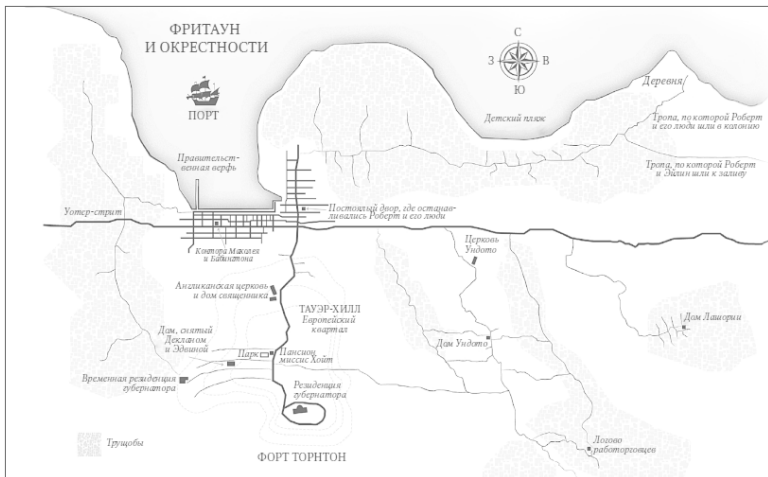 ФРИТАУН
И ОКРЕСТНОСТИ
С
З
В
Ю
ПОРТ
Деревня
Детский пляж
Тропа, по которой Роберт
и его люди шли в колонию
Правительст-
венная верфь
Тропа, по которой Роберт
и Эйлин шли к заливу
Уотер-стрит
Постоялый двор, где останав-
ливались Роберт и его люди
Контора Маколея
и Бабингтона
Церковь
Ундото
Англиканская церковь
и дом священника
ТАУЭР-ХИЛЛ
Европейский
квартал
Дом Лашории
Дом, снятый
Декланом
и Эдвиной
Парк
Пансион
миссис Хойт
Дом Ундото
Временная резиденция
губернатора
Резиденция
губернатора
Трущобы
Логово
работорговцев
ФОРТ ТОРНТОН